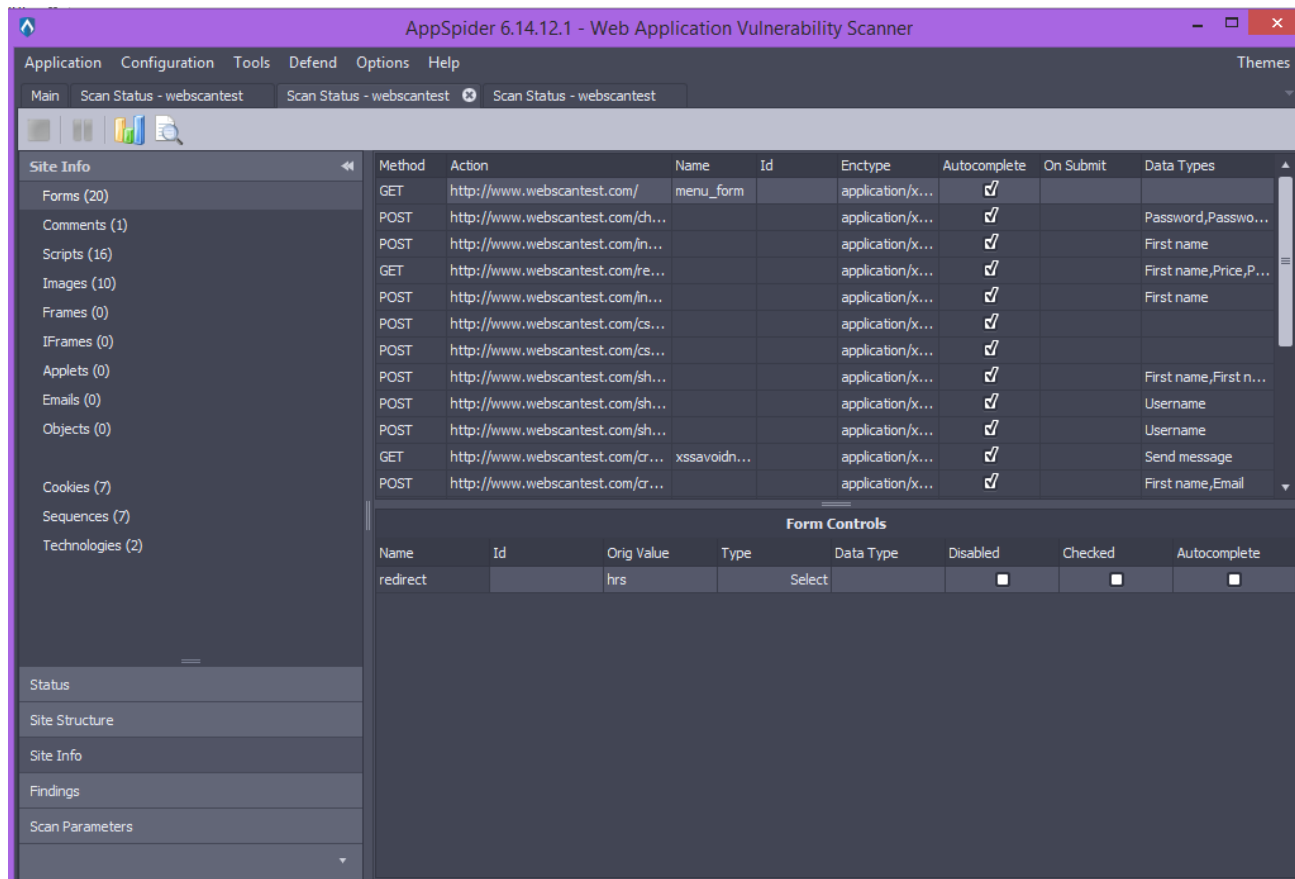 AppSpider 6.14.12.1 - Web Application Vulnerability Scanner
Application Configuration Tools Defend Options Help Themes
Main Scan Status - webscantest Scan Status - webscantest Scan Status - webscantest
Site Info
Forms (20)
Comments (1)
Scripts (16)
Images (10)
Frames (0)
IFrames (0)
Applets (0)
Emails (0)
Objects (0)
Cookies (7)
Sequences (7)
Technologies (2)
Status
Site Structure
Site Info
Findings
Scan Parameters
Method Action Name Id Enctype Autocomplete On Submit Data Types
GET http://www.webscantest.com/ menu_form application/x...
POST http://www.webscantest.com/ch... application/x... Password,Passwo...
POST http://www.webscantest.com/in... application/x... First name
GET http://www.webscantest.com/re... application/x... First name,Price,P...
POST http://www.webscantest.com/in... application/x... First name
POST http://www.webscantest.com/cs... application/x...
POST http://www.webscantest.com/cs... application/x...
POST http://www.webscantest.com/sh... application/x... First name,First n...
POST http://www.webscantest.com/sh... application/x... Username
POST http://www.webscantest.com/sh... application/x... Username
GET http://www.webscantest.com/cr... xssavoidn... application/x... Send message
POST http://www.webscantest.com/cr... application/x... First name,Email
Form Controls
Name Id Orig Value Type Data Type Disabled Checked Autocomplete
redirect hrs Select